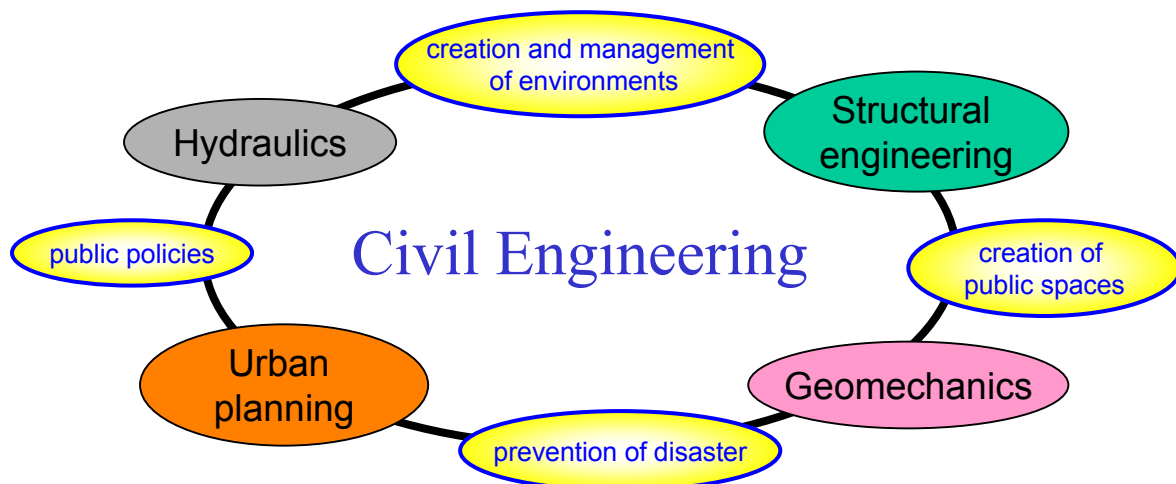 creation and management
of environments
Structural
engineering
Hydraulics
public policies
Civil Engineering
creation of
public spaces
Urban
planning
Geomechanics
prevention of disaster